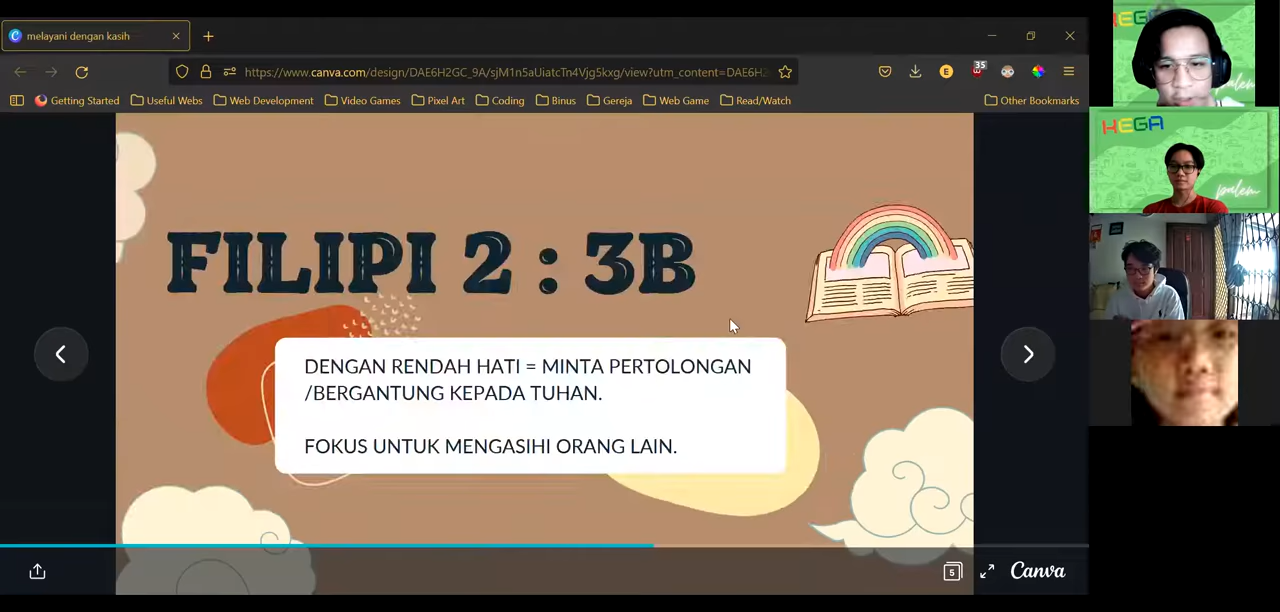 melayani dengan kasih
https://www.canva.com/design/DAE6H2GC_9A/sjM1n5aUiatcTn4Vjg5kxg/view?utm_content=DAE6H2
35
E
Getting Started Useful Webs Web Development Video Games Pixel Art Coding Binus Gereja Web Game Read/Watch Other Bookmarks
FILIPI 2 : 3B
DENGAN RENDAH HATI = MINTA PERTOLONGAN
/BERGANTUNG KEPADA TUHAN.
FOKUS UNTUK MENGASIHI ORANG LAIN.
5
Canva
HEGA
palem